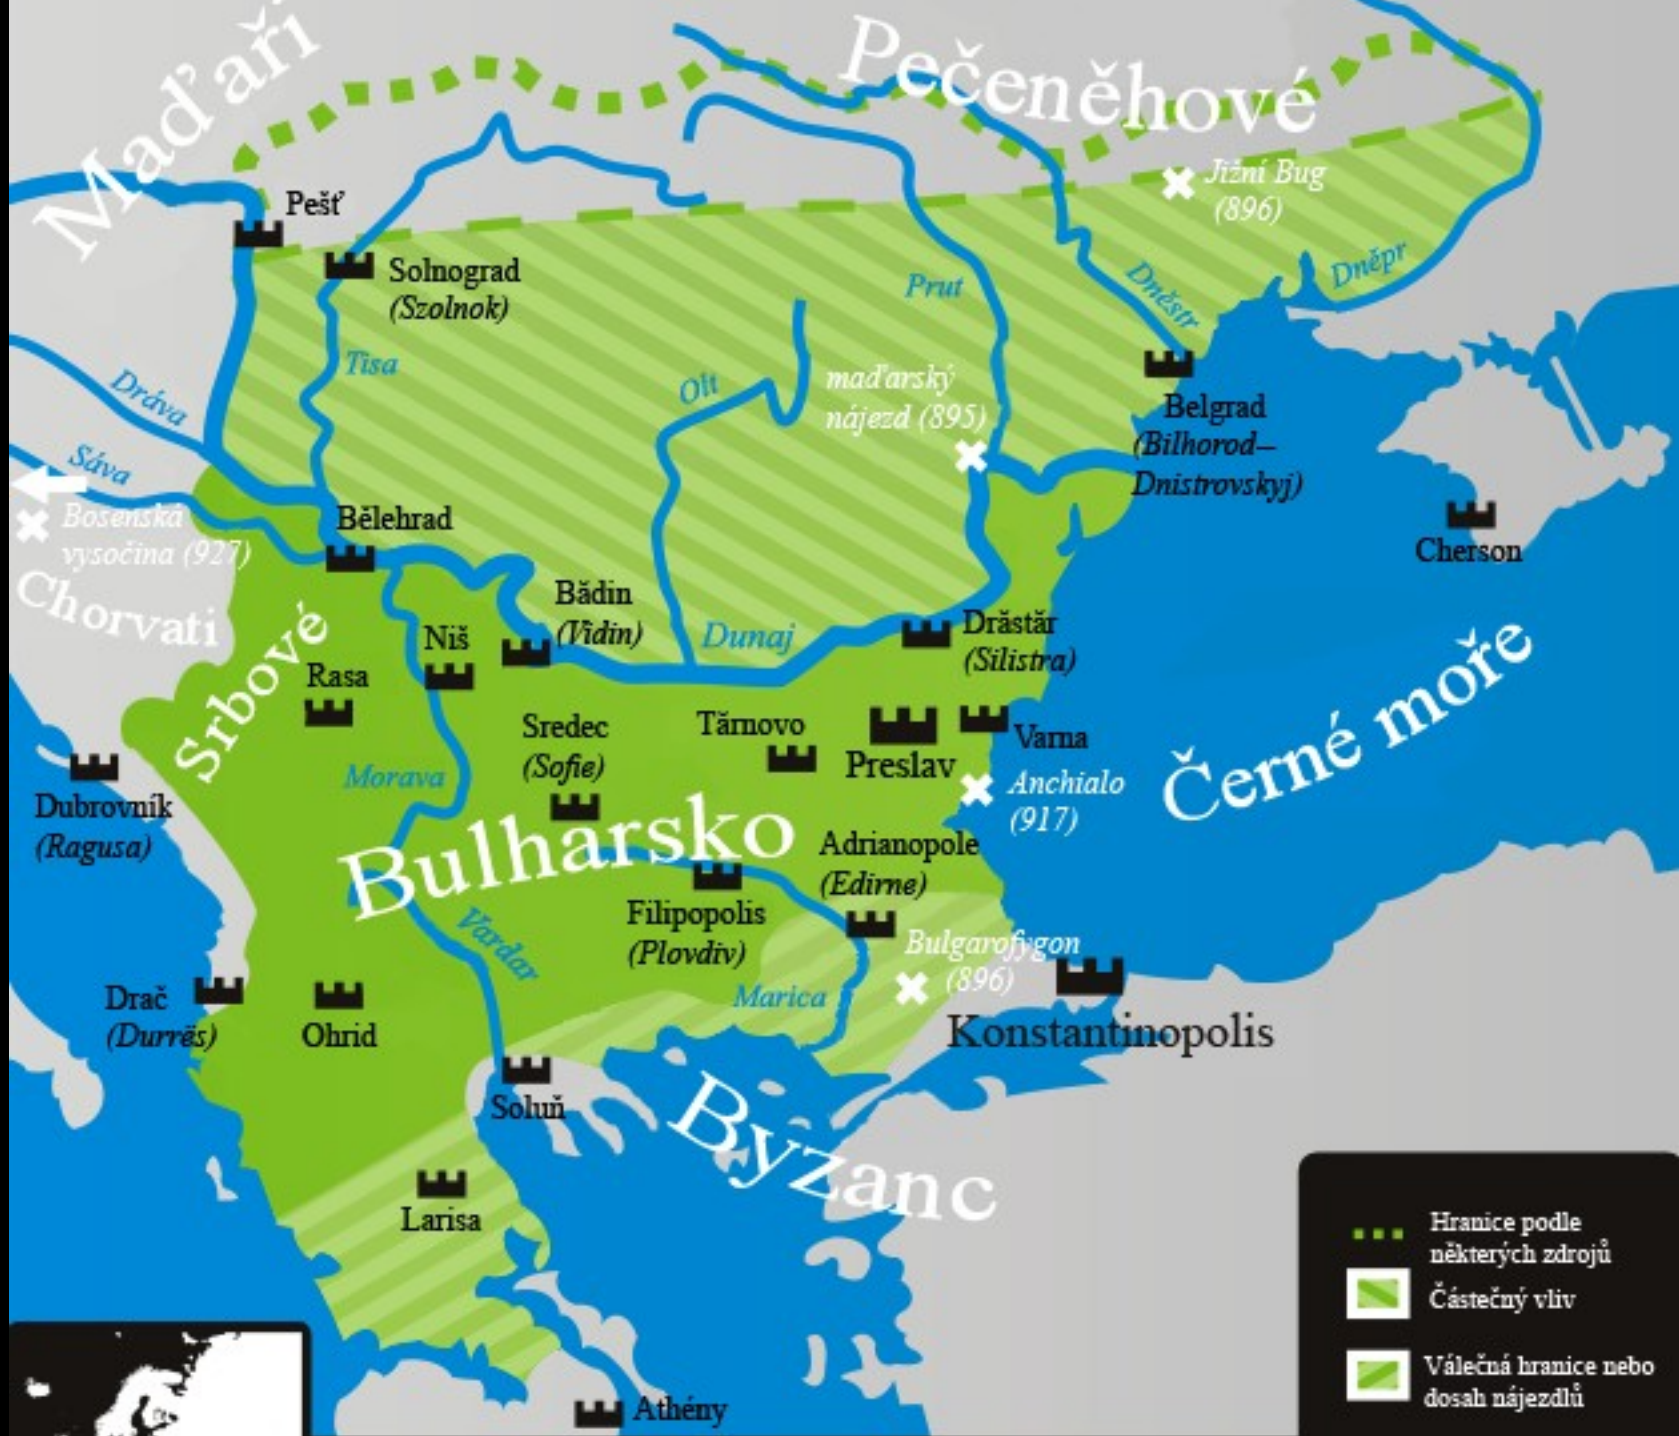 Maďaři
Pečeněhové
Jižní Bug
(896)
Pešť
Solnograd
(Szolnok)
Prut
Dněstr
Dněpr
Tisa
Dráva
Olt
maďarský
nájezd (895)
Belgrad
(Bilhorod–
Dnistrovskyj)
Sáva
Bosenská
vysočina (927)
Bělehrad
Cherson
Chorvati
Bădin
(Vidin)
Srbové
Niš
Dunaj
Drăstăr
(Silistra)
Rasa
Sredec
(Sofie)
Tărnovo
Preslav
Varna
Černé moře
Morava
Anchialo
(917)
Dubrovník
(Ragusa)
Bulharsko
Adrianopole
(Edirne)
Filipopolis
(Plovdiv)
Vardar
Bulgarofygon
(896)
Marica
Drač
(Durrës)
Ohrid
Konstantinopolis
Soluň
Byzanc
Larisa
Athény
Hranice podle
některých zdrojů
Částečný vliv
Válečná hranice nebo
dosah nájezdlů